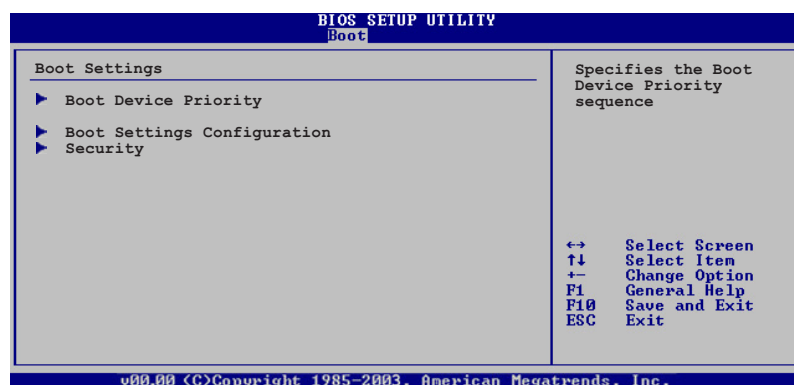 BIOS SETUP UTILITY
Boot
Boot Settings
Boot Device Priority
Boot Settings Configuration
Security
Specifies the Boot
Device Priority
sequence
←→ Select Screen
↑↓ Select Item
+- Change Option
F1 General Help
F10 Save and Exit
ESC Exit
v00.00 (C)Copyright 1985-2003, American Megatrends, Inc.